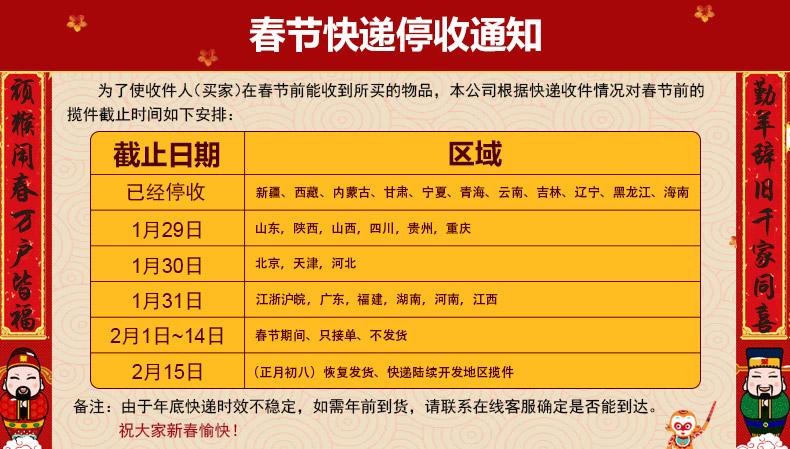 春节快递停收通知
为了使收件人（买家）在春节前能收到所买的物品，本公司根据快递收件情况对春节前的
揽件截止时间如下安排：
截止日期 区域
已经停收 新疆、西藏、内蒙古、甘肃、宁夏、青海、云南、吉林、辽宁、黑龙江、海南
1月29日 山东，陕西，山西，四川，贵州，重庆
1月30日 北京，天津，河北
1月31日 江浙沪皖，广东，福建，湖南，河南，江西
2月1日~14日 春节期间、只接单、不发货
2月15日 （正月初八）恢复发货、快递陆续开发地区揽件
备注：由于年底快递时效不稳定，如需年前到货，请联系在线客服确定是否能到达。
祝大家新春愉快！
顽猴闹春万户皆福
勤羊辞旧千家同喜